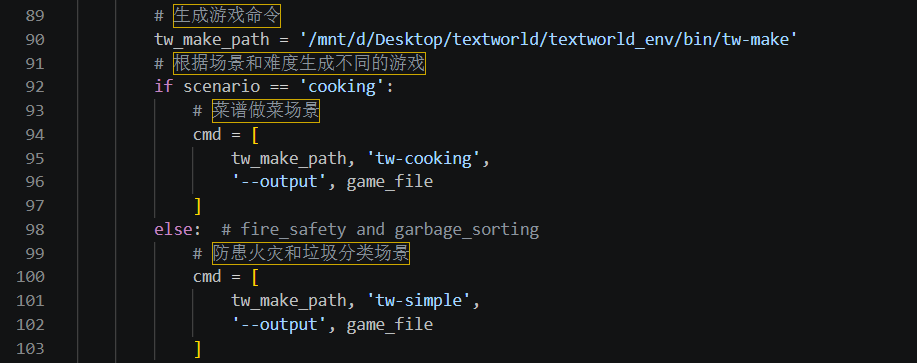 89 # 生成游戏命令
90 tw_make_path = '/mnt/d/Desktop/textworld/textworld_env/bin/tw-make'
91 # 根据场景和难度生成不同的游戏
92 if scenario == 'cooking':
93 # 菜谱做菜场景
94 cmd = [
95 tw_make_path, 'tw-cooking',
96 '--output', game_file
97 ]
98 else:  # fire_safety and garbage_sorting
99 # 防患火灾和垃圾分类场景
100 cmd = [
101 tw_make_path, 'tw-simple',
102 '--output', game_file
103 ]